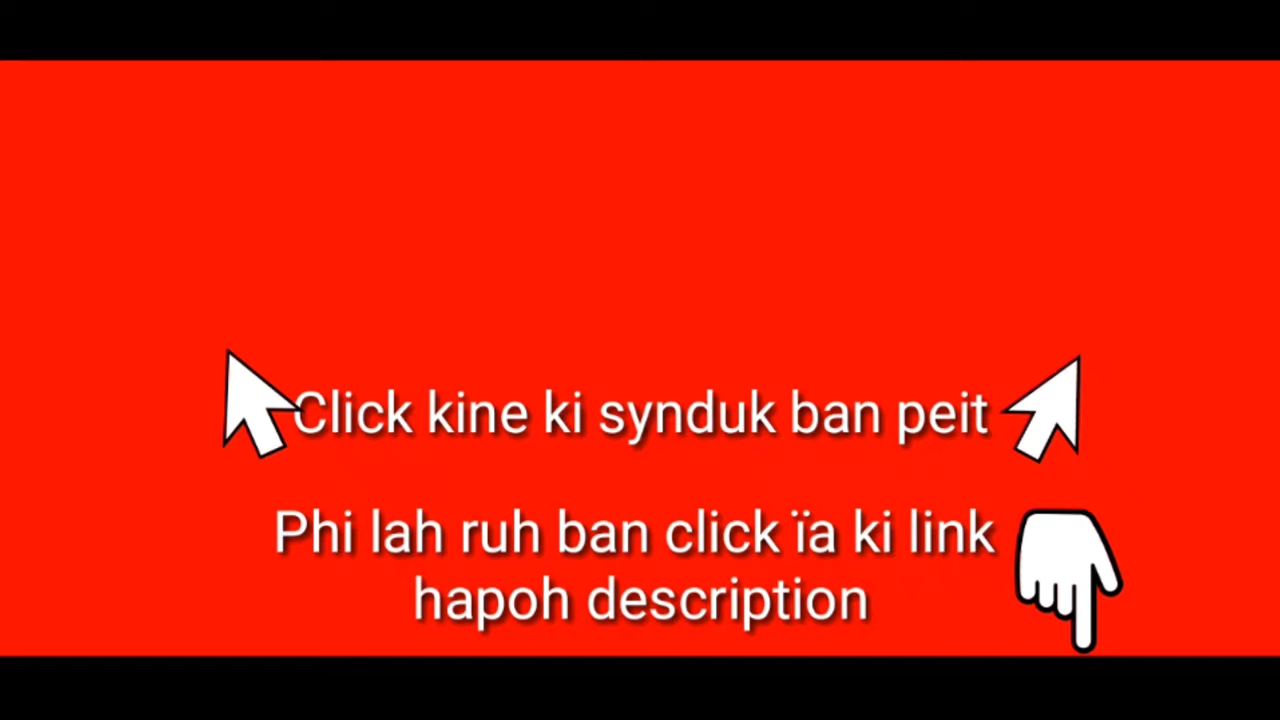 Click kine ki synduk ban peit
Phi lah ruh ban click ïa ki link
hapoh description